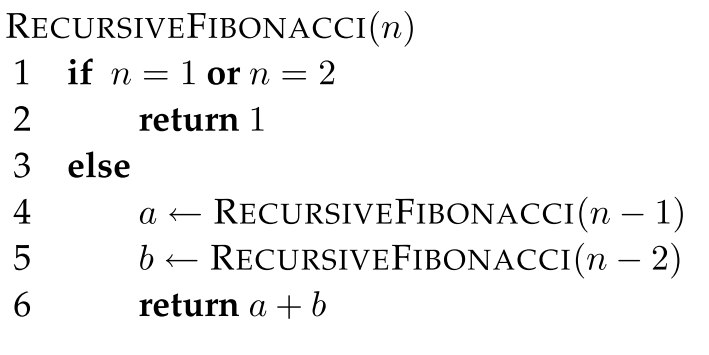 RECURSIVEFIBONACCI(n)
1 if n = 1 or n = 2
2 return 1
3 else
4 a ← RECURSIVEFIBONACCI(n − 1)
5 b ← RECURSIVEFIBONACCI(n − 2)
6 return a + b